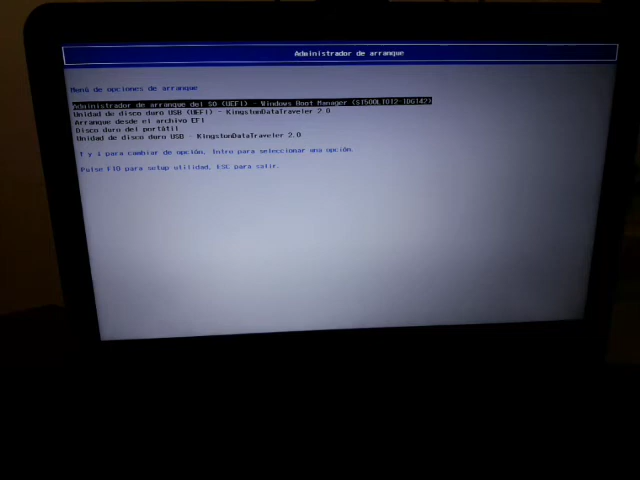 Administrador de arranque
Menú de opciones de arranque
Administrador de arranque del SO (UEFI) - Windows Boot Manager (ST500LT012-1DG142)
Unidad de disco duro USB (UEFI) - KingstonDataTraveler 2.0
Arranque desde el archivo EFI
Disco duro del portátil
Unidad de disco duro USB - KingstonDataTraveler 2.0
↑ y ↓ para cambiar de opción, Intro para seleccionar una opción.
Pulse F10 para setup utilidad, ESC para salir.